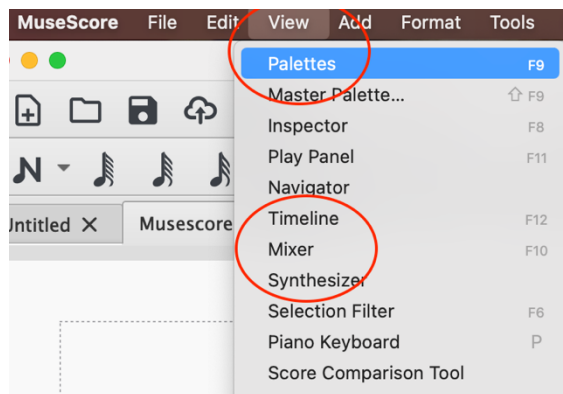 MuseScore File Edit View Add Format Tools
Palettes F9
Master Palette... ⇧ F9
Inspector F8
Play Panel F11
Navigator
Timeline F12
Mixer F10
Synthesizer
Selection Filter F6
Piano Keyboard P
Score Comparison Tool
Untitled X Musescore